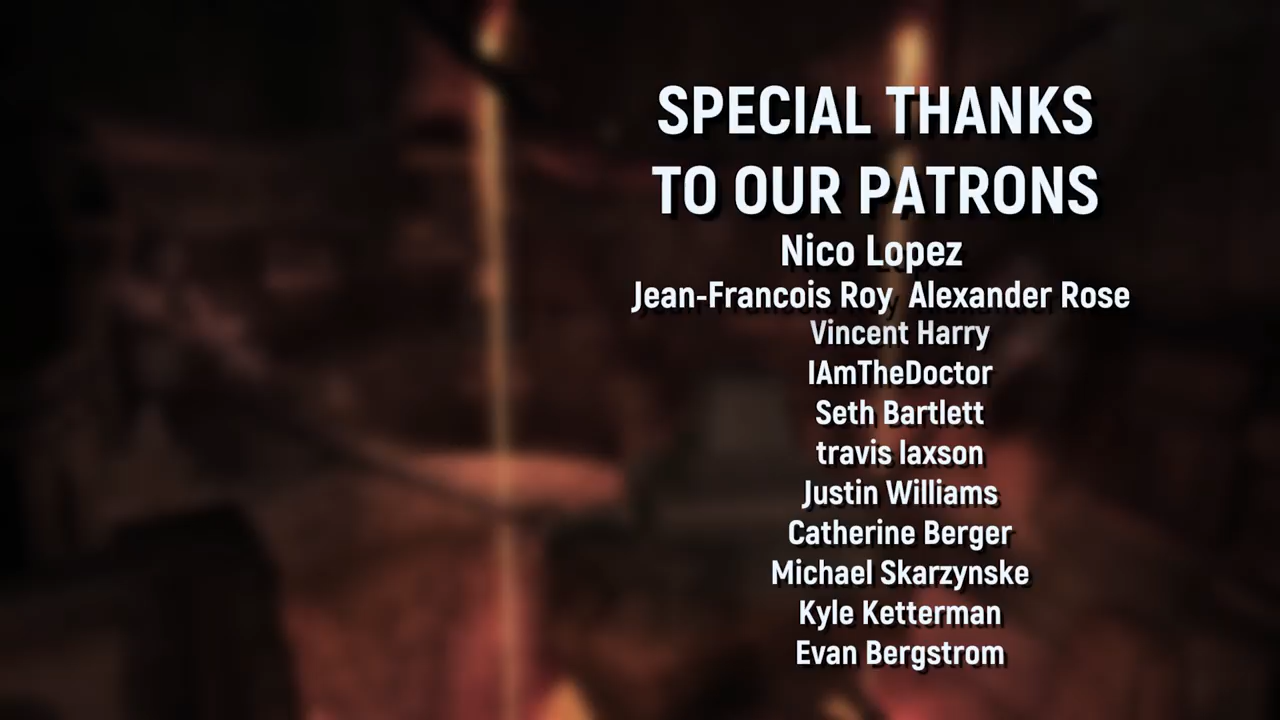 SPECIAL THANKS
TO OUR PATRONS
Nico Lopez
Jean-Francois Roy Alexander Rose
Vincent Harry
IAmTheDoctor
Seth Bartlett
travis laxson
Justin Williams
Catherine Berger
Michael Skarzynske
Kyle Ketterman
Evan Bergstrom